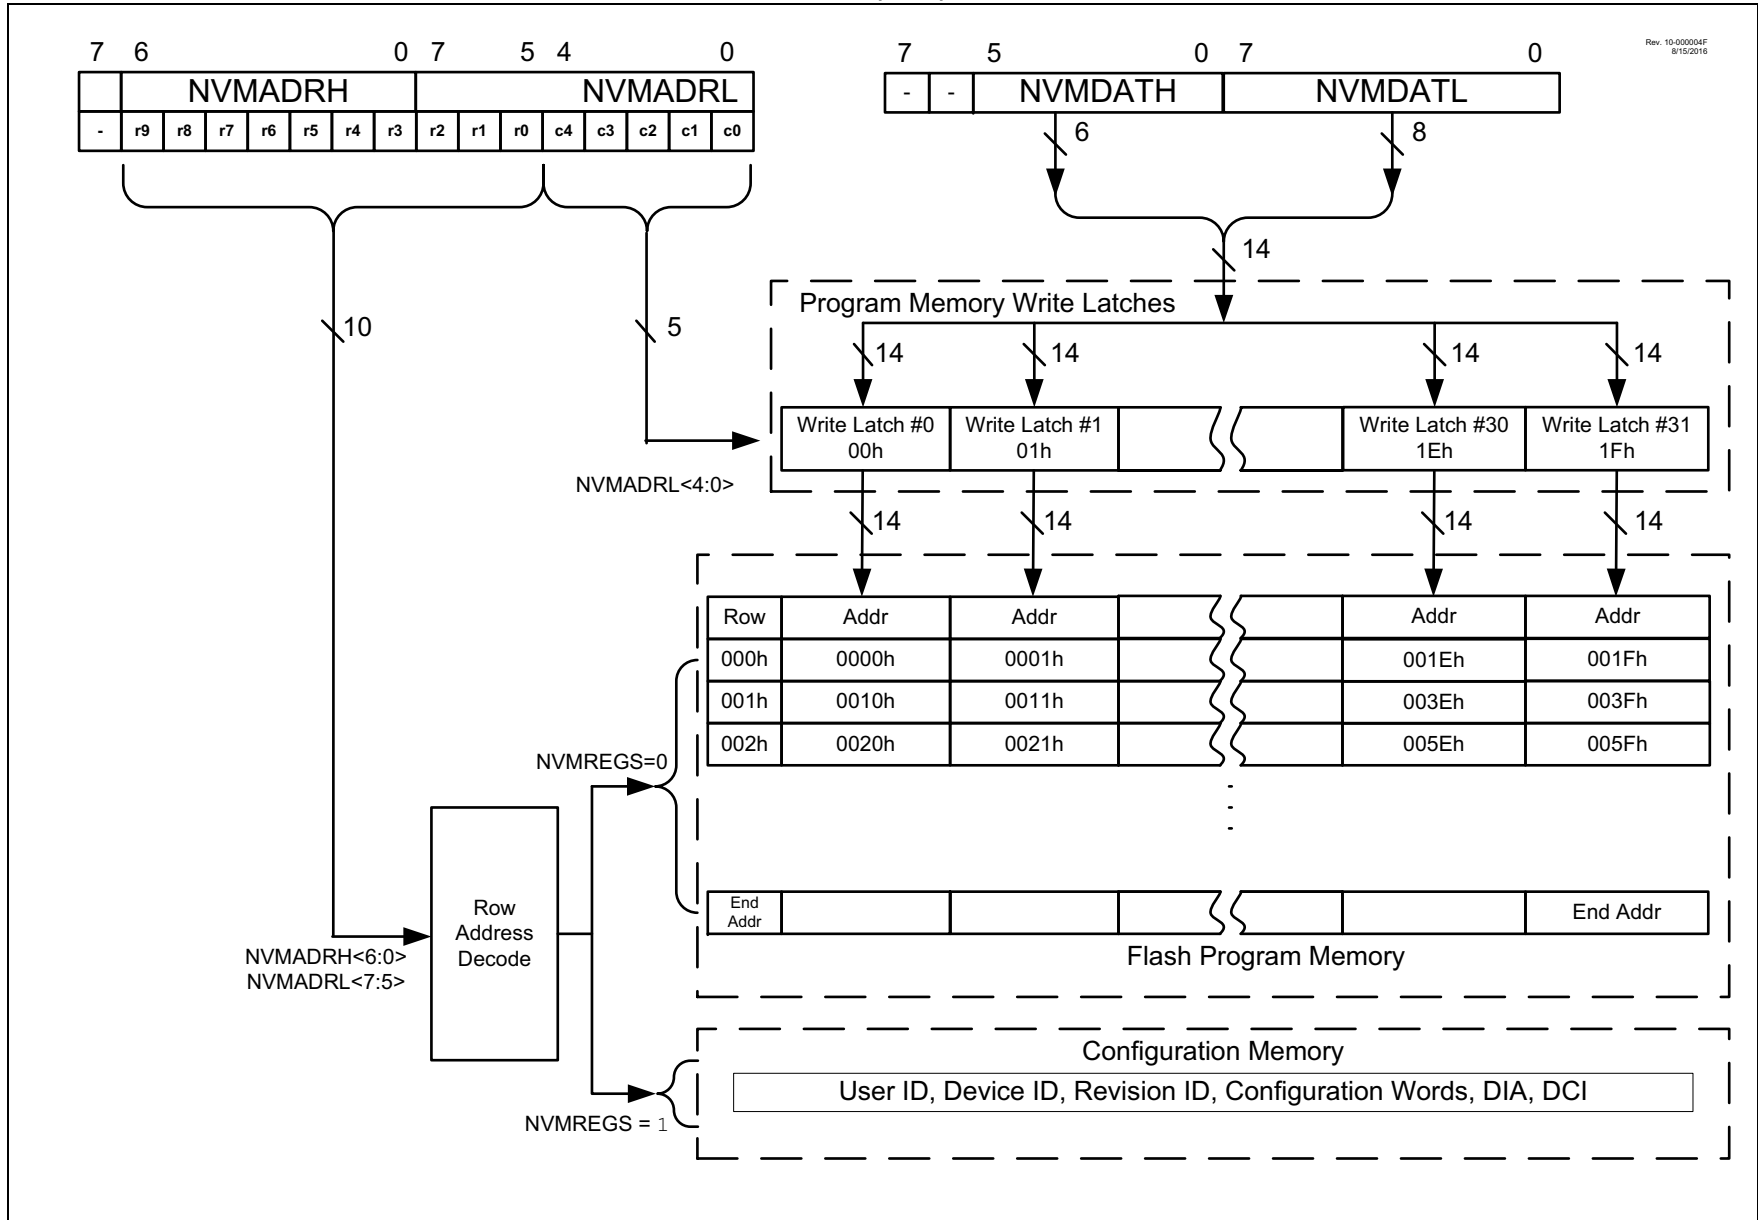 7 6 0 7 5 4 0
7 5 0 7 0
Rev. 10-000004F
8/15/2016
NVMADRH NVMADRL
- r9 r8 r7 r6 r5 r4 r3 r2 r1 r0 c4 c3 c2 c1 c0
- - NVMDATH NVMDATL
6 8
14
10
5
Program Memory Write Latches
14 14 14 14
Write Latch #0
00h
Write Latch #1
01h
Write Latch #30
1Eh
Write Latch #31
1Fh
NVMADRL<4:0>
14 14 14 14
Row Addr Addr Addr Addr
000h 0000h 0001h 001Eh 001Fh
001h 0010h 0011h 003Eh 003Fh
002h 0020h 0021h 005Eh 005Fh
NVMREGS=0
End
Addr
End Addr
Flash Program Memory
Row
Address
Decode
NVMADRH<6:0>
NVMADRL<7:5>
Configuration Memory
User ID, Device ID, Revision ID, Configuration Words, DIA, DCI
NVMREGS = 1